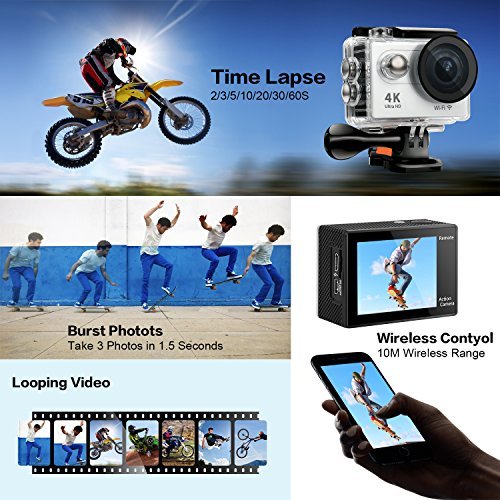 Time Lapse
2/3/5/10/20/30/60S
4K
Ultra HD
Wi-Fi
Burst Photots
Take 3 Photos in 1.5 Seconds
Remote
Action
Camera
Wireless Contyol
10M Wireless Range
Looping Video